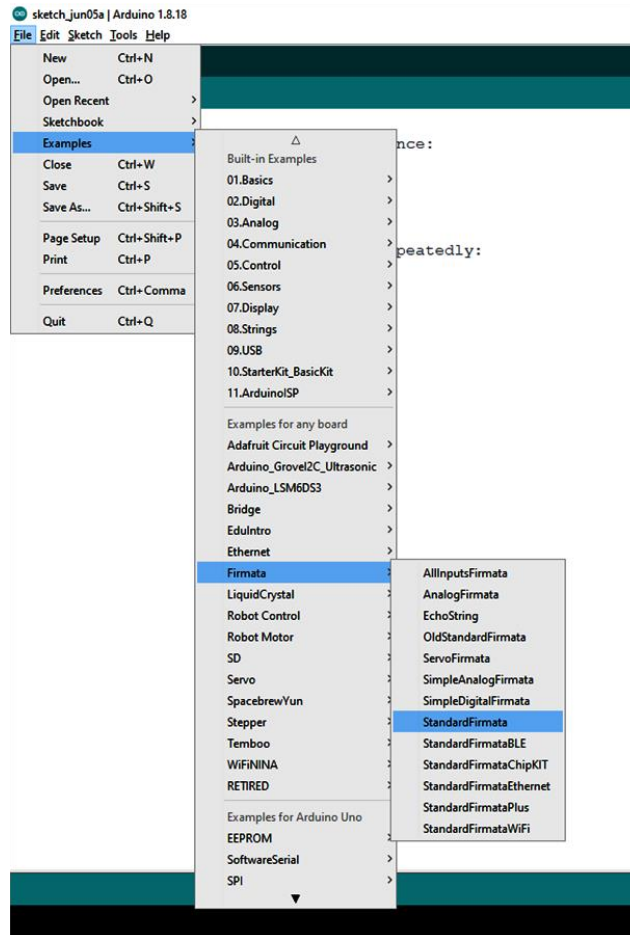 sketch_jun05a | Arduino 1.8.18
File Edit Sketch Tools Help
New Ctrl+N
Open... Ctrl+O
Open Recent
Sketchbook
Examples
Close Ctrl+W
Save Ctrl+S
Save As... Ctrl+Shift+S
Page Setup Ctrl+Shift+P
Print Ctrl+P
Preferences Ctrl+Comma
Quit Ctrl+Q
nce:
peatedly:
Built-in Examples
01.Basics
02.Digital
03.Analog
04.Communication
05.Control
06.Sensors
07.Display
08.Strings
09.USB
10.StarterKit_BasicKit
11.ArduinoISP
Examples for any board
Adafruit Circuit Playground
Arduino_GroveI2C_Ultrasonic
Arduino_LSM6DS3
Bridge
EduIntro
Ethernet
Firmata
LiquidCrystal
Robot Control
Robot Motor
SD
Servo
SpacebrewYun
Stepper
Temboo
WiFiNINA
RETIRED
Examples for Arduino Uno
EEPROM
SoftwareSerial
SPI
AllInputsFirmata
AnalogFirmata
EchoString
OldStandardFirmata
ServoFirmata
SimpleAnalogFirmata
SimpleDigitalFirmata
StandardFirmata
StandardFirmataBLE
StandardFirmataChipKIT
StandardFirmataEthernet
StandardFirmataPlus
StandardFirmataWiFi